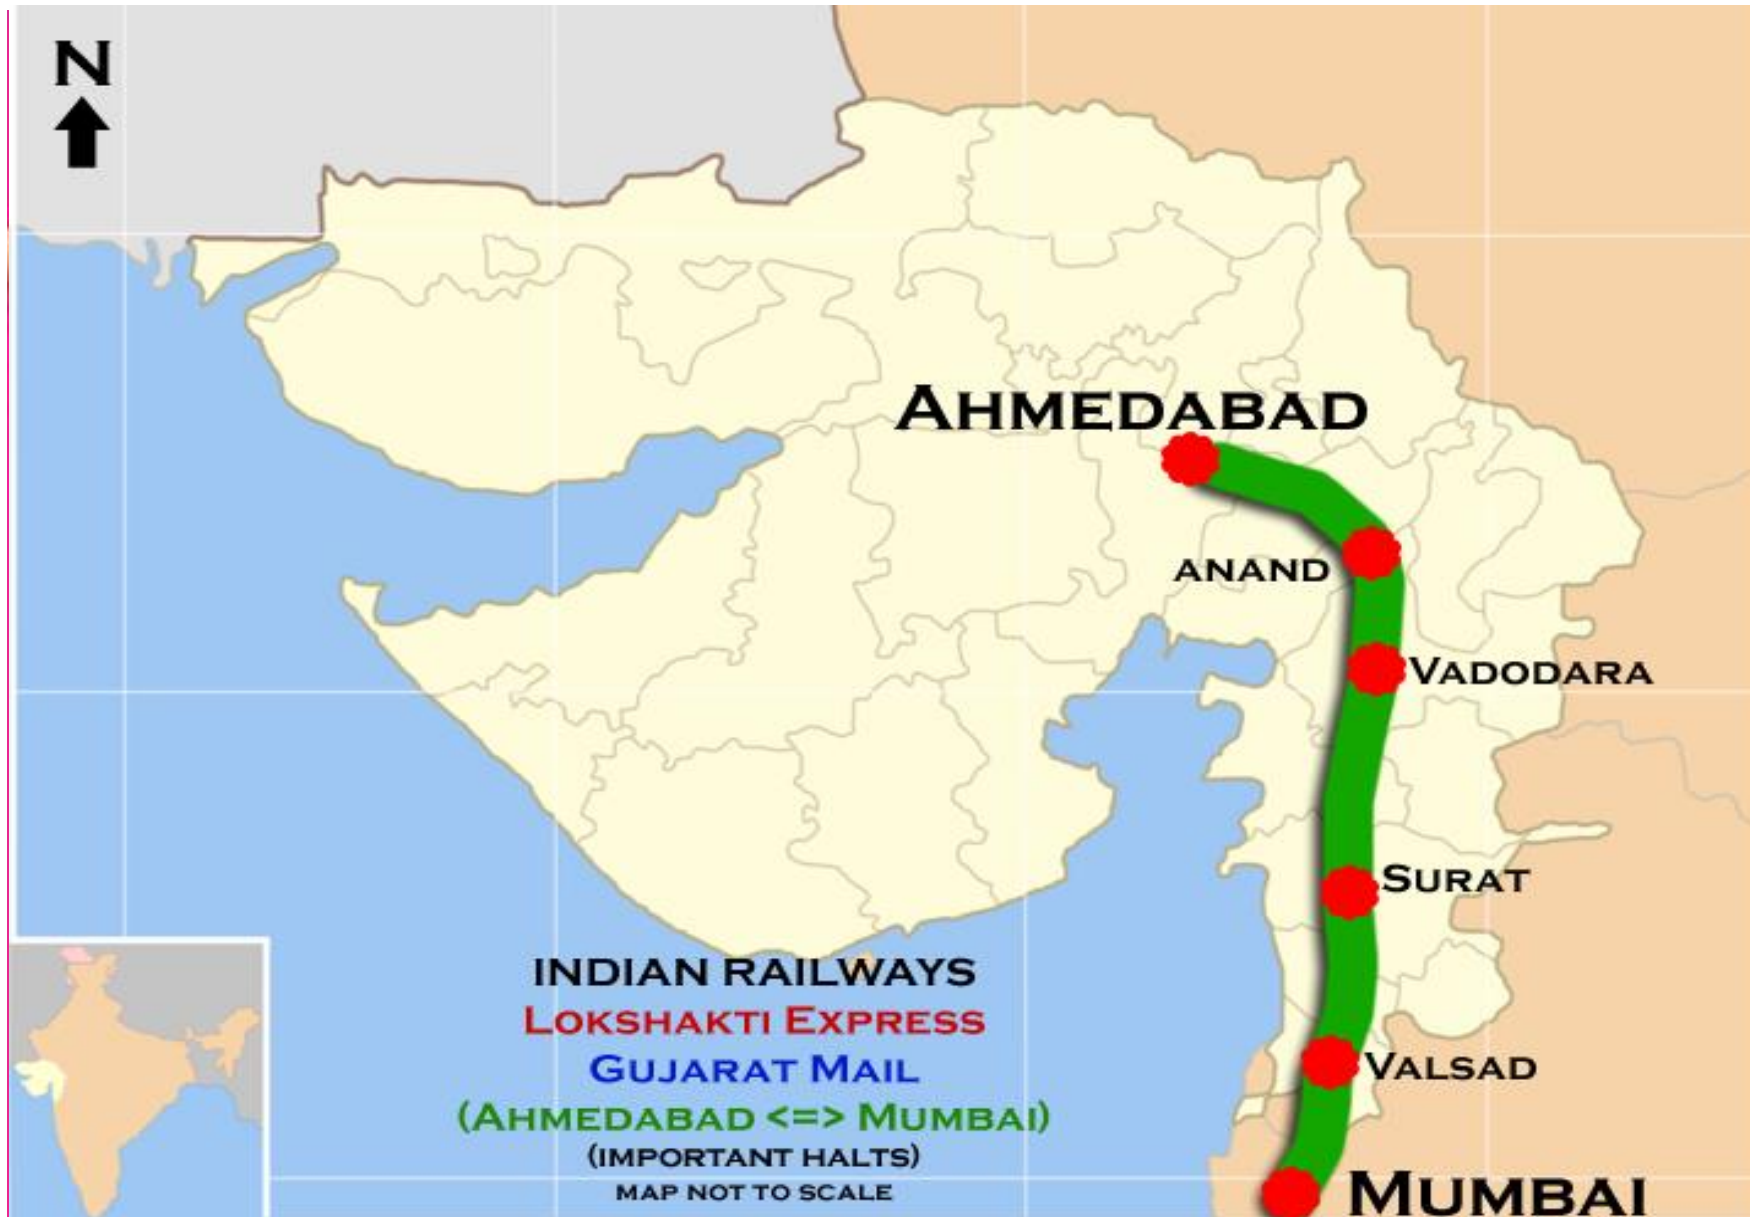 N
AHMEDABAD
ANAND
VADODARA
SURAT
INDIAN RAILWAYS
LOKSHAKTI EXPRESS
GUJARAT MAIL
VALSAD
(AHMEDABAD <=> MUMBAI)
(IMPORTANT HALTS)
MAP NOT TO SCALE
MUMBAI